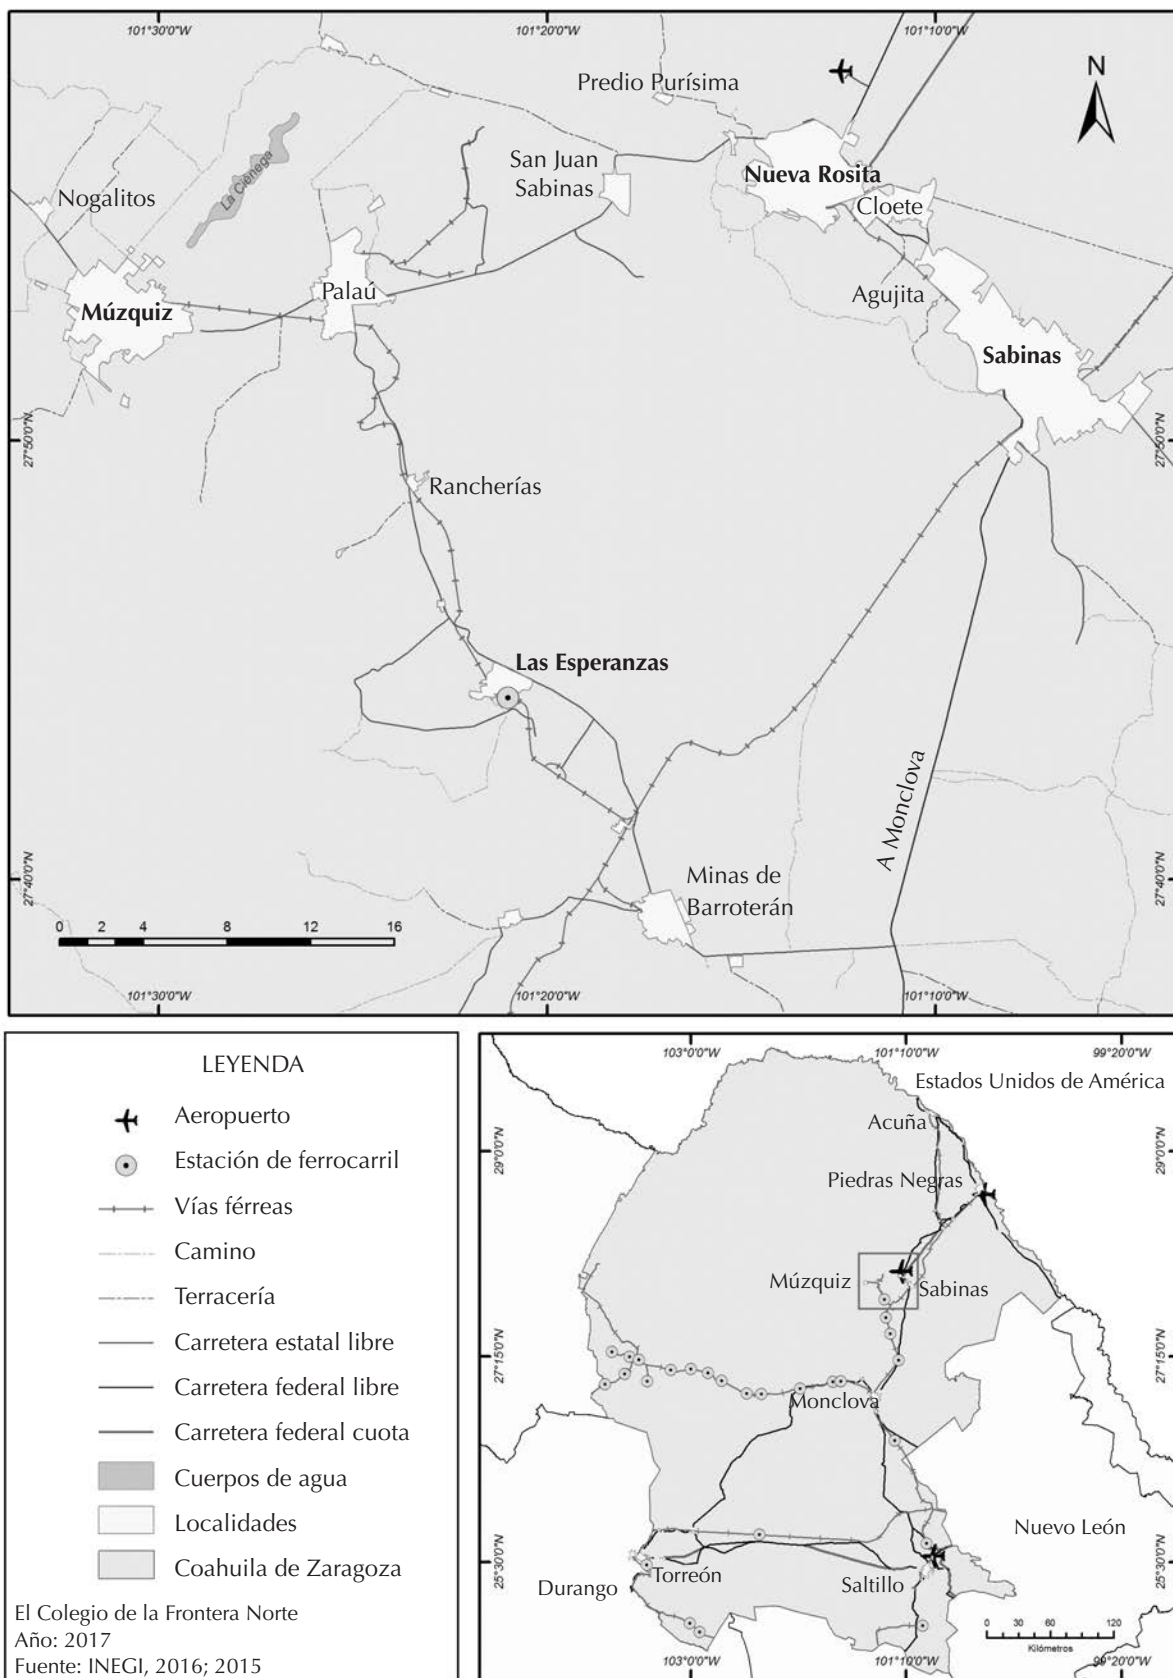 101°30'0"W
101°20'0"W
101°10'0"W
N
Predio Purísima
San Juan
Sabinas
Nueva Rosita
Cloete
La Ciénega
Nogalitos
Palaú
Agujita
Múzquiz
Sabinas
27°50'0"N
27°50'0"N
Rancherías
Las Esperanzas
A Monclova
Minas de
Barroterán
27°40'0"N
27°40'0"N
0 2 4 8 12 16
101°30'0"W
101°20'0"W
101°10'0"W
LEYENDA
Aeropuerto
Estación de ferrocarril
Vías férreas
Camino
Terracería
Carretera estatal libre
Carretera federal libre
Carretera federal cuota
Cuerpos de agua
Localidades
Coahuila de Zaragoza
El Colegio de la Frontera Norte
Año: 2017
Fuente: INEGI, 2016; 2015
103°0'0"W
101°10'0"W
99°20'0"W
Estados Unidos de América
Acuña
29°0'0"N
29°0'0"N
Piedras Negras
Múzquiz
Sabinas
27°15'0"N
27°15'0"N
Monclova
Nuevo León
25°30'0"N
25°30'0"N
Torreón
Durango
Saltillo
0 30 60 120
Kilómetros
103°0'0"W
101°10'0"W
99°20'0"W